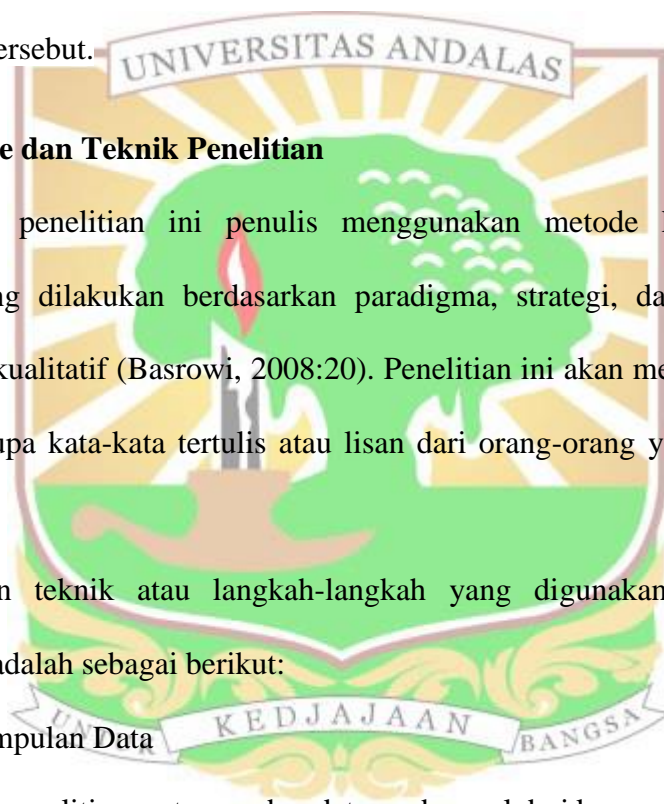 ersebut.
UNIVERSITAS ANDALAS
e dan Teknik Penelitian
penelitian ini penulis menggunakan metode
ng dilakukan berdasarkan paradigma, strategi, da
kualitatif (Basrowi, 2008:20). Penelitian ini akan me
upa kata-kata tertulis atau lisan dari orang-orang y
n teknik atau langkah-langkah yang digunakan
adalah sebagai berikut:
UNTUK KEDJAJAAN BANGSA
mpulan Data